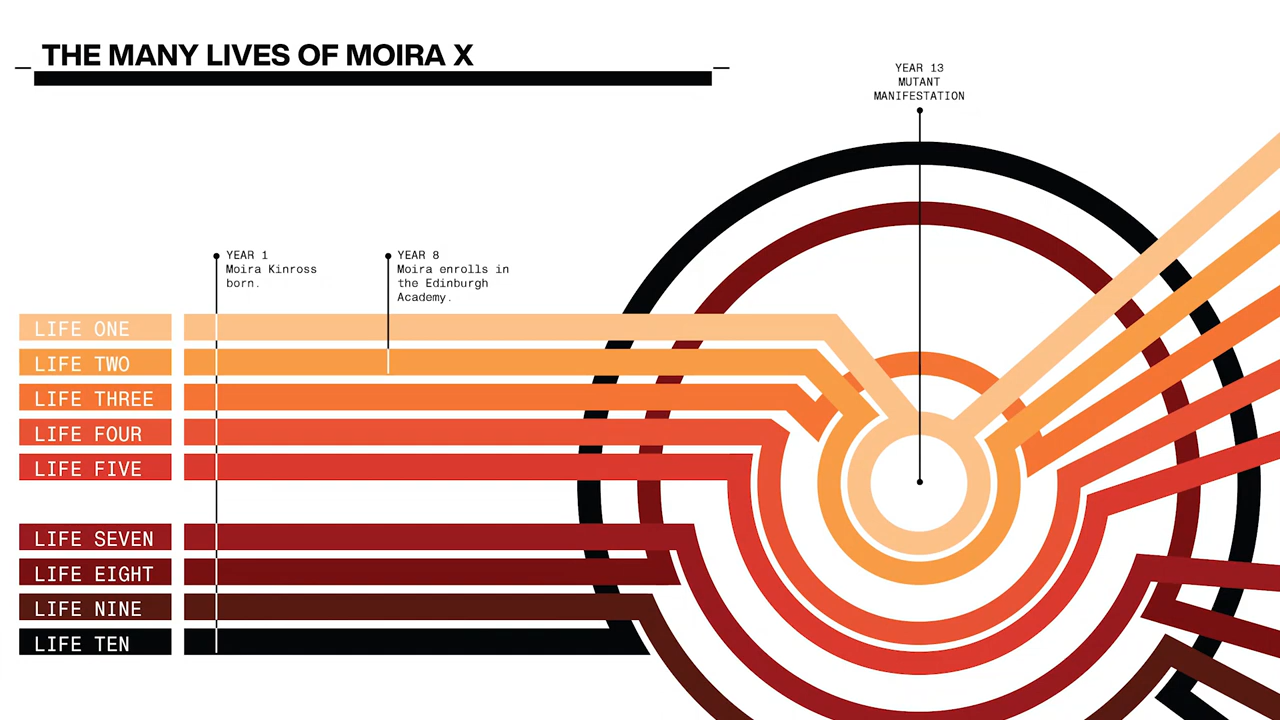 THE MANY LIVES OF MOIRA X
YEAR 13
MUTANT
MANIFESTATION
YEAR 1
Moira Kinross
born.
YEAR 8
Moira enrolls in
the Edinburgh
Academy.
LIFE ONE
LIFE TWO
LIFE THREE
LIFE FOUR
LIFE FIVE
LIFE SEVEN
LIFE EIGHT
LIFE NINE
LIFE TEN